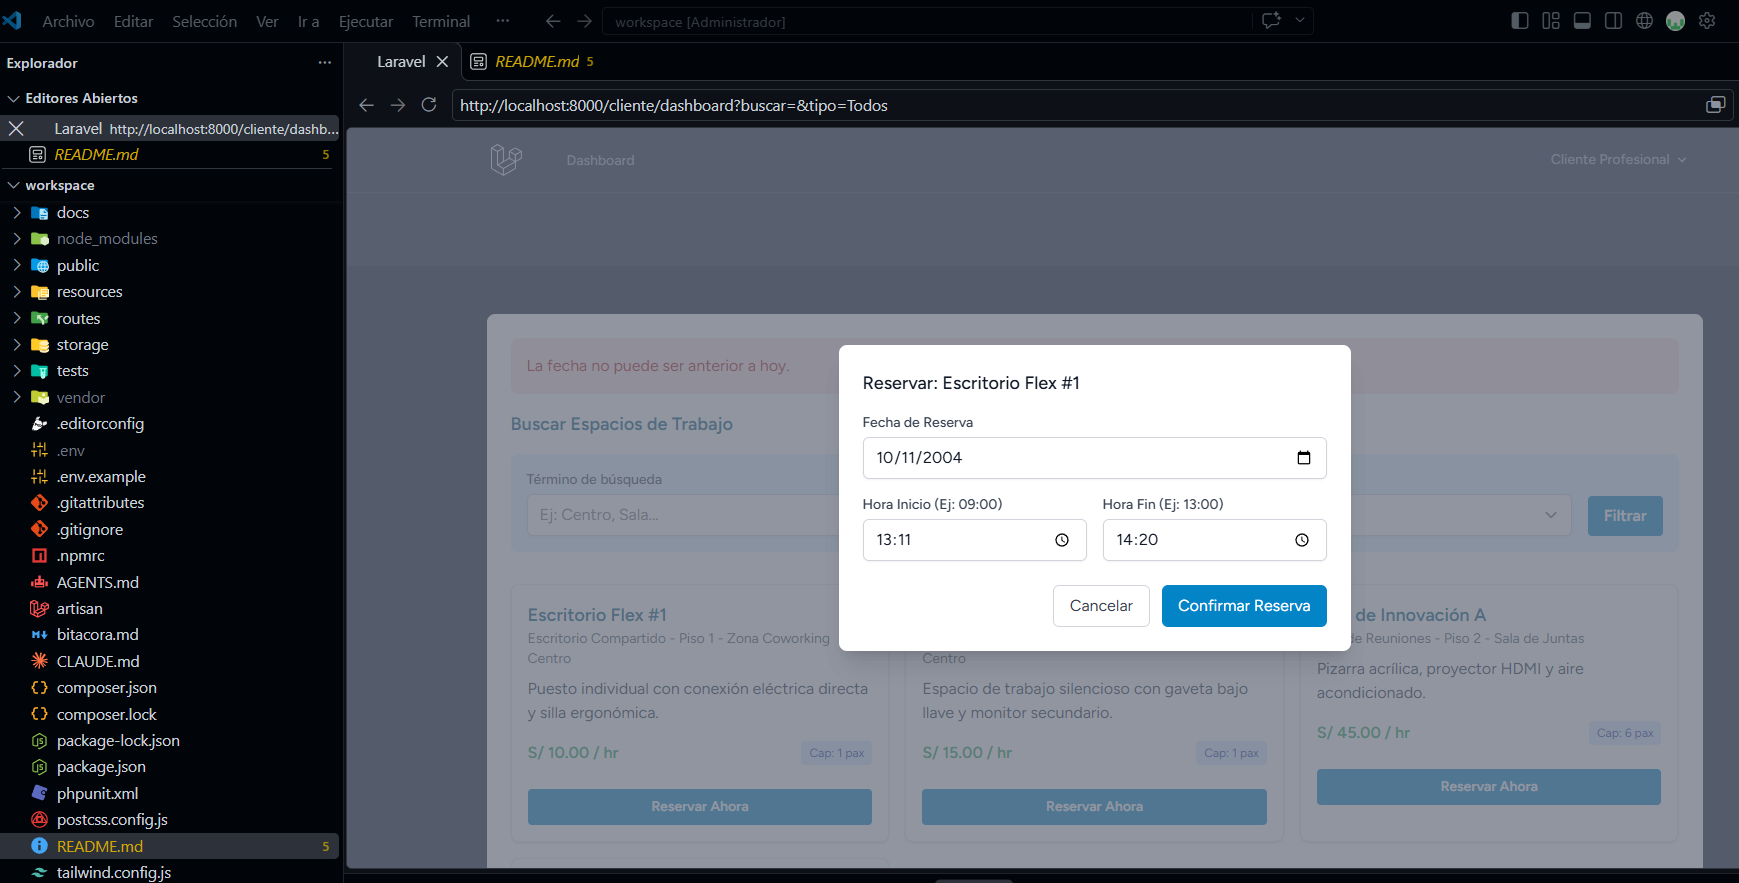 Archivo Editar Selección Ver Ir a Ejecutar Terminal ··· workspace [Administrador]
Explorador ···
Editores Abiertos
Laravel http://localhost:8000/cliente/dashb...
README.md 5
workspace
docs
node_modules
public
resources
routes
storage
tests
vendor
.editorconfig
.env
.env.example
.gitattributes
.gitignore
.npmrc
AGENTS.md
artisan
bitacora.md
CLAUDE.md
composer.json
composer.lock
package-lock.json
package.json
phpunit.xml
postcss.config.js
README.md 5
tailwind.config.js
Laravel
README.md 5
http://localhost:8000/cliente/dashboard?buscar=&tipo=Todos
Dashboard
Cliente Profesional
La fecha no puede ser anterior a hoy.
Buscar Espacios de Trabajo
Término de búsqueda
Ej: Centro, Sala...
Filtrar
Reservar: Escritorio Flex #1
Fecha de Reserva
10/11/2004
Hora Inicio (Ej: 09:00) Hora Fin (Ej: 13:00)
13:11 14:20
Cancelar Confirmar Reserva
Escritorio Flex #1
Escritorio Compartido - Piso 1 - Zona Coworking
Centro
Puesto individual con conexión eléctrica directa
y silla ergonómica.
S/ 10.00 / hr Cap: 1 pax
Reservar Ahora
Centro
Espacio de trabajo silencioso con gaveta bajo
llave y monitor secundario.
S/ 15.00 / hr Cap: 1 pax
Reservar Ahora
de Innovación A
de Reuniones - Piso 2 - Sala de Juntas
Pizarra acrílica, proyector HDMI y aire
acondicionado.
S/ 45.00 / hr Cap: 6 pax
Reservar Ahora